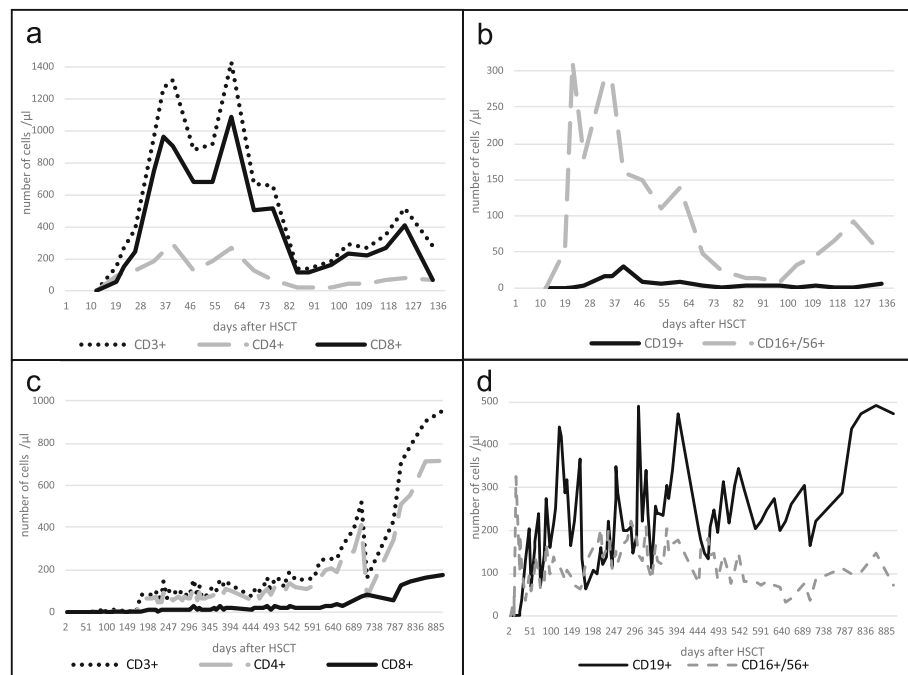 a
1400
1200
1000
800
600
400
200
0
number of cells /µl
1 10 19 28 37 46 55 64 73 82 91 100 109 118 127 136
days after HSCT
CD3+ CD4+ CD8+
b
300
250
200
150
100
50
0
number of cells /µl
1 10 19 28 37 46 55 64 73 82 91 100 109 118 127 136
days after HSCT
CD19+ CD16+/56+
c
1000
800
600
400
200
0
number of cells /µl
2 51 100 149 198 247 296 345 394 444 493 542 591 640 689 738 787 836 885
days after HSCT
CD3+ CD4+ CD8+
d
500
400
300
200
100
0
number of cells /µl
2 51 100 149 198 247 296 345 394 444 493 542 591 640 689 738 787 836 885
days after HSCT
CD19+ CD16+/56+